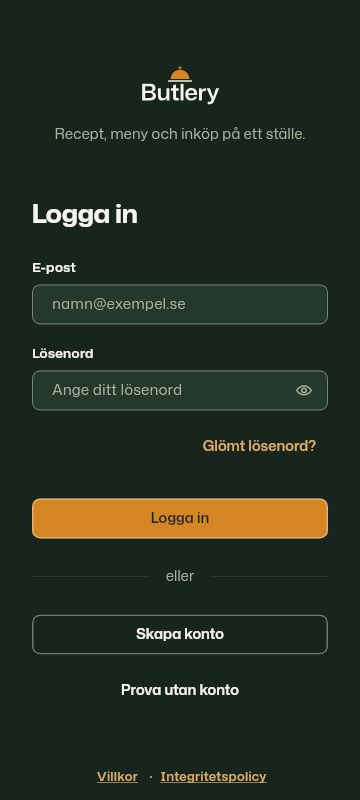 Butlery
Recept, meny och inköp på ett ställe.
Logga in
E-post
namn@exempel.se
Lösenord
Ange ditt lösenord
Glömt lösenord?
Logga in
eller
Skapa konto
Prova utan konto
Villkor · Integritetspolicy